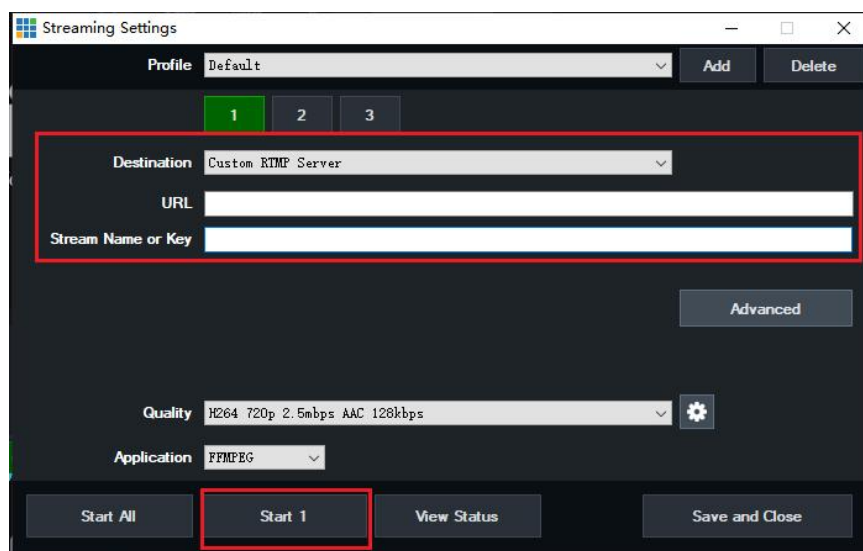 Streaming Settings
Profile Default Add Delete
1 2 3
Destination Custom RTMP Server
URL
Stream Name or Key
Advanced
Quality H264 720p 2.5mbps AAC 128kbps
Application FFMPEG
Start All Start 1 View Status Save and Close